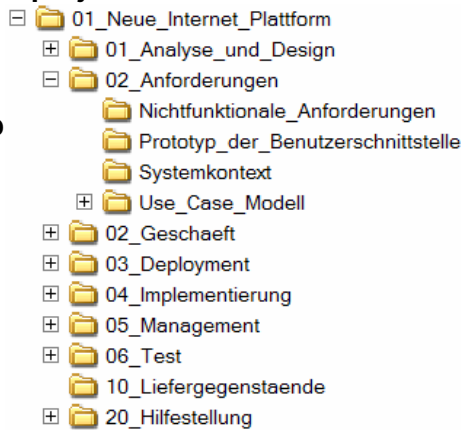 01_Neue_Internet_Plattform
01_Analyse_und_Design
02_Anforderungen
Nichtfunktionale_Anforderungen
Prototyp_der_Benutzerschnittstelle
Systemkontext
Use_Case_Modell
02_Geschaeft
03_Deployment
04_Implementierung
05_Management
06_Test
10_Liefergegenstaende
20_Hilfestellung